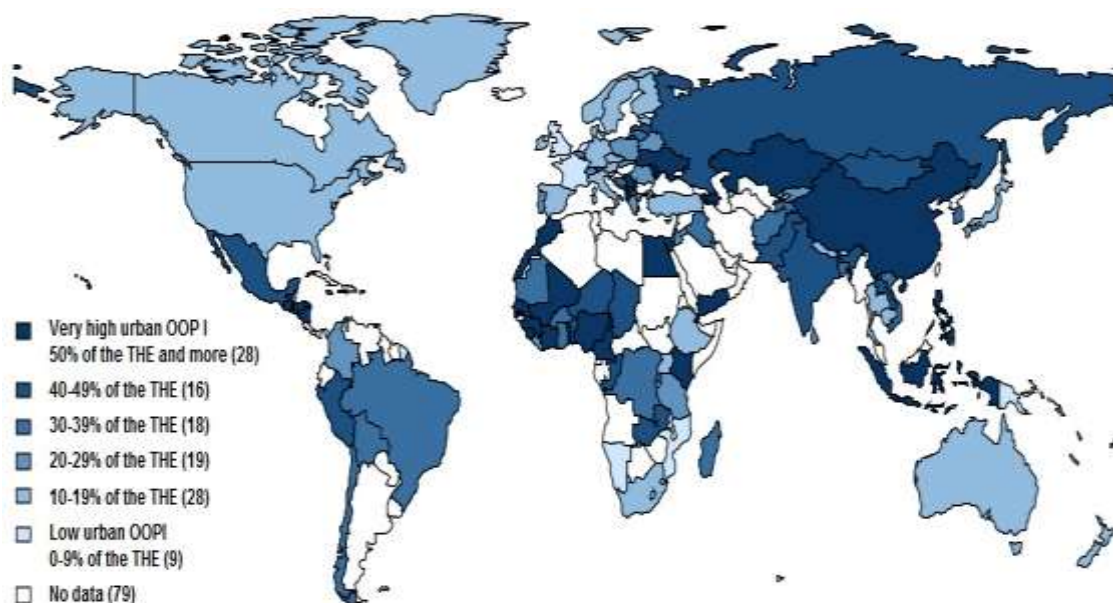 Very high urban OOP I
50% of the THE and more (28)
40-49% of the THE (16)
30-39% of the THE (18)
20-29% of the THE (19)
10-19% of the THE (28)
Low urban OOPI
0-9% of the THE (9)
No data (79)